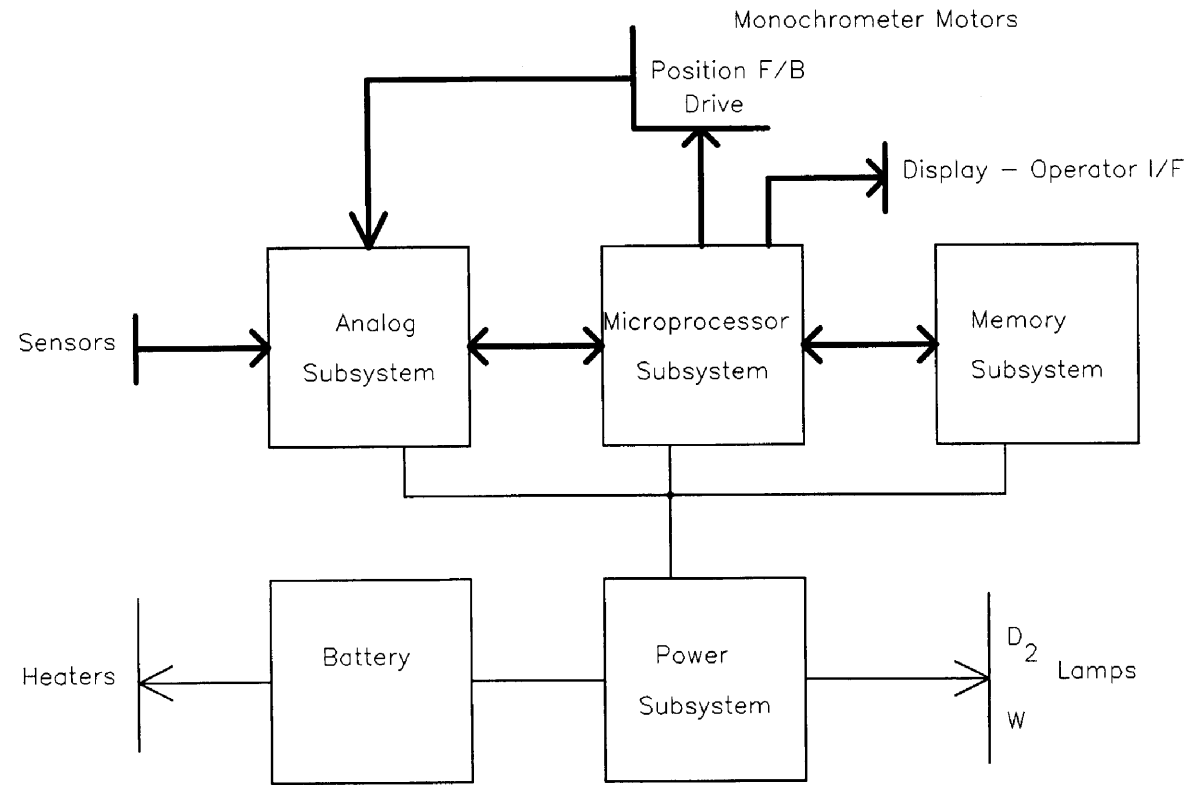 Monochrometer Motors
Position F/B
Drive
Display – Operator I/F
Sensors
Analog
Subsystem
Microprocessor
Subsystem
Memory
Subsystem
Heaters
Battery
Power
Subsystem
D2
Lamps
W